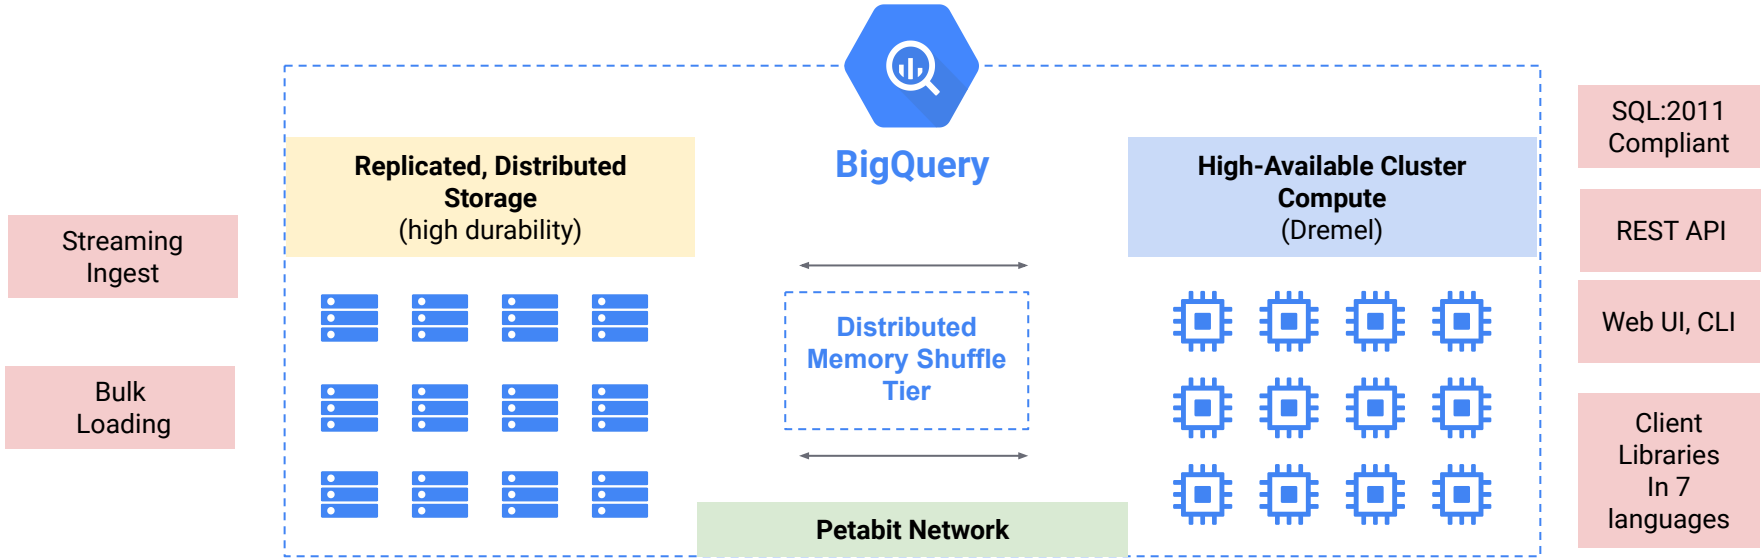 BigQuery
Streaming
Ingest
Bulk
Loading
Replicated, Distributed
Storage
(high durability)
Distributed
Memory Shuffle
Tier
Petabit Network
High-Available Cluster
Compute
(Dremel)
SQL:2011
Compliant
REST API
Web UI, CLI
Client
Libraries
In 7
languages